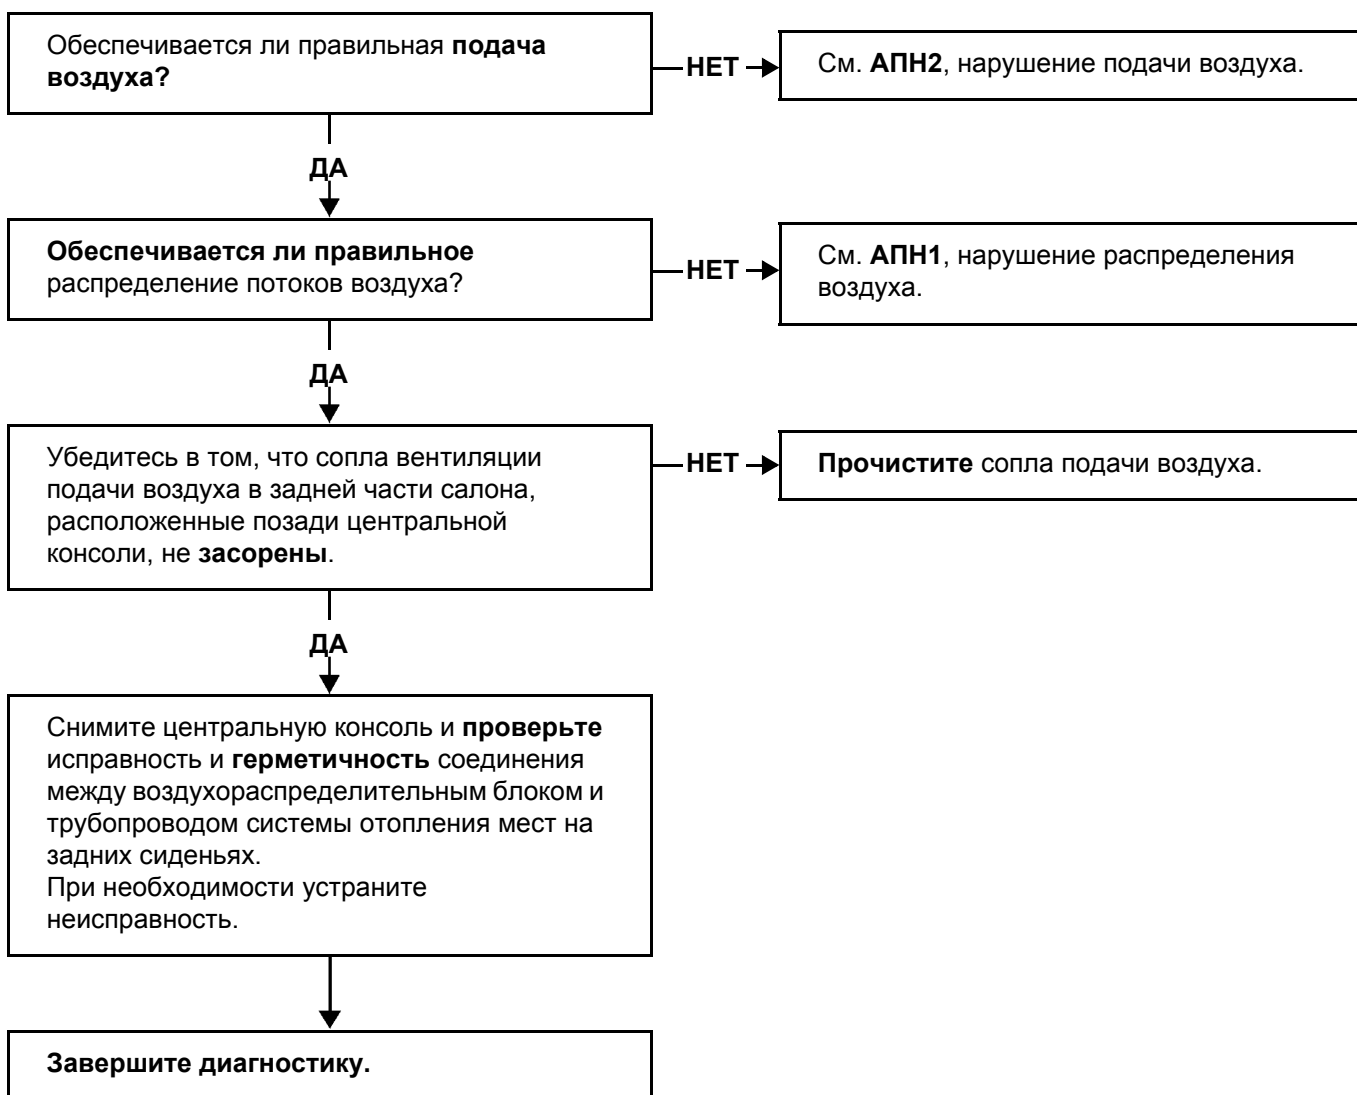 Обеспечивается ли правильная подача
воздуха?
НЕТ
См. АПН2, нарушение подачи воздуха.
ДА
Обеспечивается ли правильное
распределение потоков воздуха?
НЕТ
См. АПН1, нарушение распределения
воздуха.
ДА
Убедитесь в том, что сопла вентиляции
подачи воздуха в задней части салона,
расположенные позади центральной
консоли, не засорены.
НЕТ
Прочистите сопла подачи воздуха.
ДА
Снимите центральную консоль и проверьте
исправность и герметичность соединения
между воздухораспределительным блоком и
трубопроводом системы отопления мест на
задних сиденьях.
При необходимости устраните
неисправность.
Завершите диагностику.